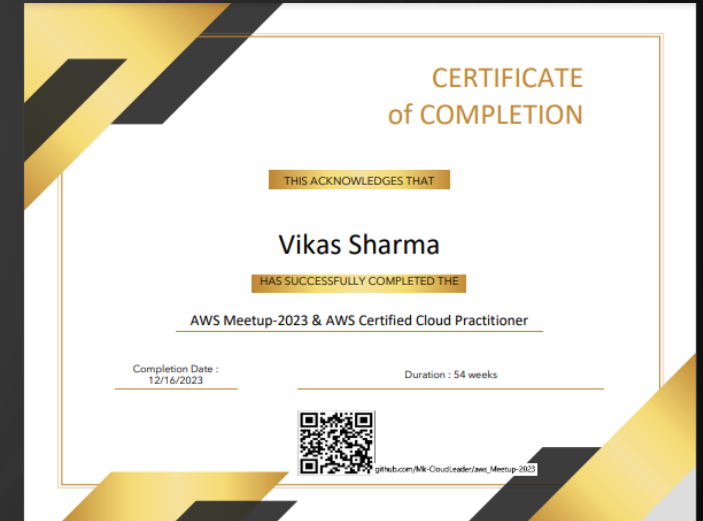 CERTIFICATE
of COMPLETION
THIS ACKNOWLEDGES THAT
Vikas Sharma
HAS SUCCESSFULLY COMPLETED THE
AWS Meetup-2023 & AWS Certified Cloud Practitioner
Completion Date :
12/16/2023
Duration : 54 weeks
github.com/Mk-CloudLeader/aws_Meetup-2023